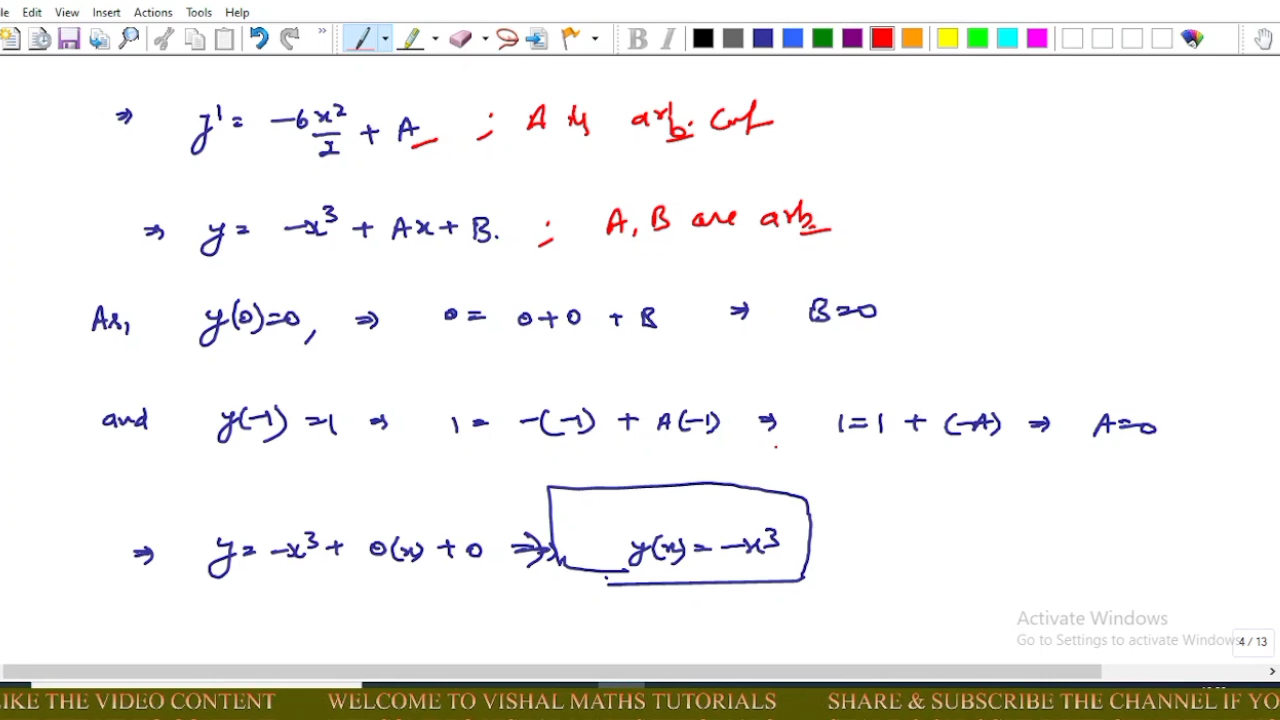 le Edit View Insert Actions Tools Help
⇒ y' = -6 x²/2 + A ; A is arb. Const
⇒ y = -x³ + Ax + B. ; A, B are arb.
As, y(0)=0, ⇒ 0 = 0+0 + B ⇒ B=0
and y(-1) = 1 ⇒ 1 = -(-1) + A(-1) ⇒ 1 = 1 + (-A) ⇒ A=0
⇒ y = -x³ + 0(x) + 0 ⇒ y(x) = -x³
Activate Windows
Go to Settings to activate Windows.
4 / 13
IKE THE VIDEO CONTENT WELCOME TO VISHAL MATHS TUTORIALS SHARE & SUBSCRIBE THE CHANNEL IF YO